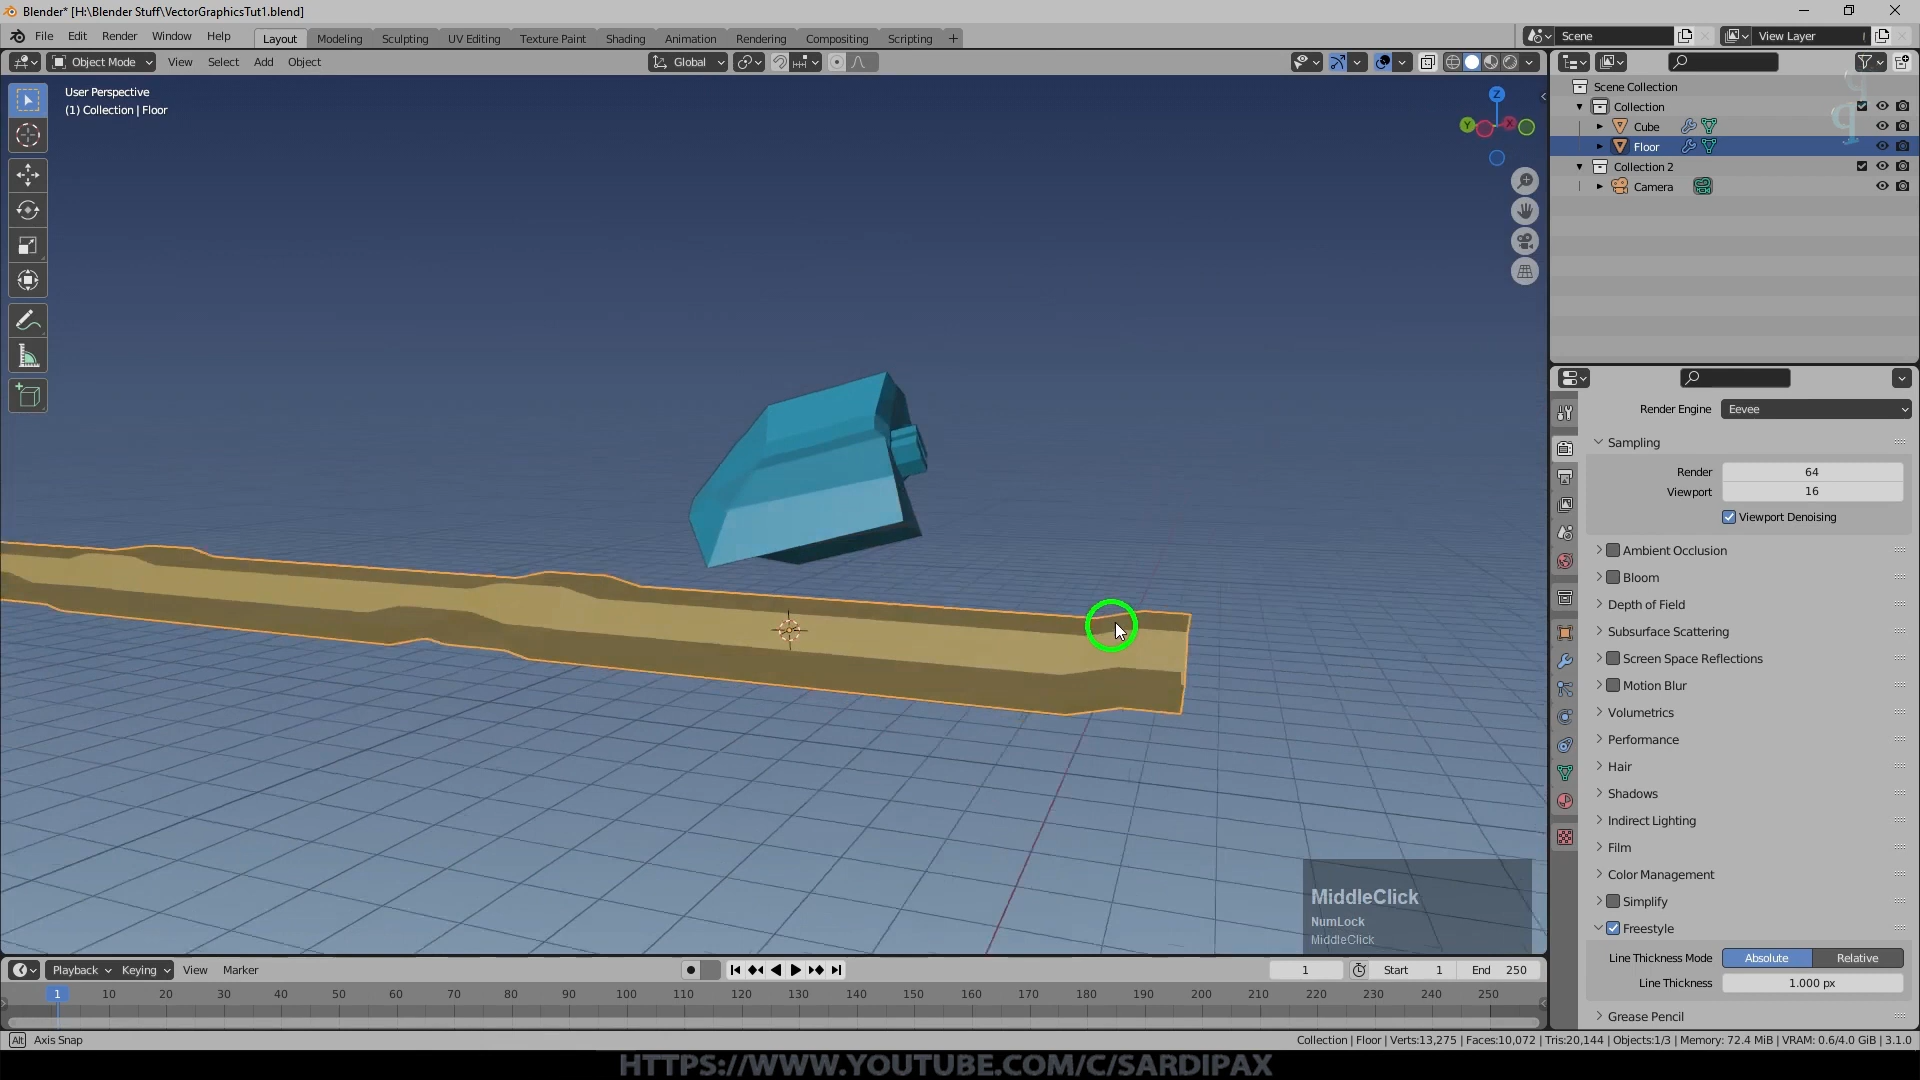 Blender* [H:\Blender Stuff\VectorGraphicsTut1.blend]
File Edit Render Window Help
Layout Modeling Sculpting UV Editing Texture Paint Shading Animation Rendering Compositing Scripting +
Scene
View Layer
Object Mode View Select Add Object
Global
User Perspective
(1) Collection | Floor
Z
Y
X
Scene Collection
Collection
Cube
Floor
Collection 2
Camera
Render Engine Eevee
Sampling
Render 64
Viewport 16
Viewport Denoising
Ambient Occlusion
Bloom
Depth of Field
Subsurface Scattering
Screen Space Reflections
Motion Blur
Volumetrics
Performance
Hair
Shadows
Indirect Lighting
Film
Color Management
Simplify
Freestyle
Line Thickness Mode Absolute Relative
Line Thickness 1.000 px
Grease Pencil
MiddleClick
NumLock
MiddleClick
Playback Keying View Marker
1 Start 1 End 250
1 10 20 30 40 50 60 70 80 90 100 110 120 130 140 150 160 170 180 190 200 210 220 230 240 250
Alt Axis Snap
Collection | Floor | Verts:13,275 | Faces:10,072 | Tris:20,144 | Objects:1/3 | Memory: 72.4 MiB | VRAM: 0.6/4.0 GiB | 3.1.0
HTTPS://WWW.YOUTUBE.COM/C/SARDIPAX